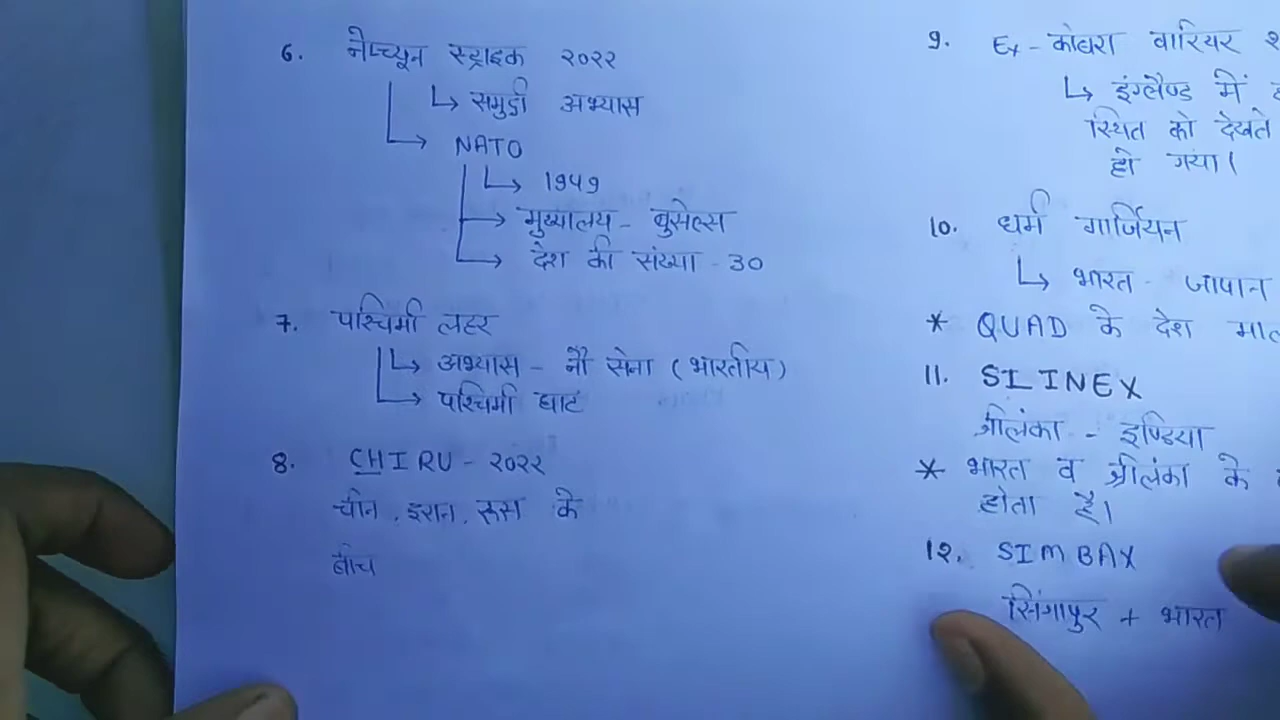 6. नेप्च्यून स्ट्राइक २०२२
समुद्री अभ्यास
NATO
1949
मुख्यालय - ब्रुसेल्स
देश की संख्या - 30
7. पश्चिमी लहर
अभ्यास - नौ सेना (भारतीय)
पश्चिमी घाट
8. CHIRU - २०२२
चीन, इरान, रूस के
बीच
9. Ex - कोबरा वारियर
इंग्लैण्ड में
स्थित को देखते
हो गया।
10. धर्म गार्जियन
भारत - जापान
* QUAD के देश
11. SLINEX
श्रीलंका - इण्डिया
* भारत व श्रीलंका के
होता है।
12. SIMBAX
सिंगापुर + भारत